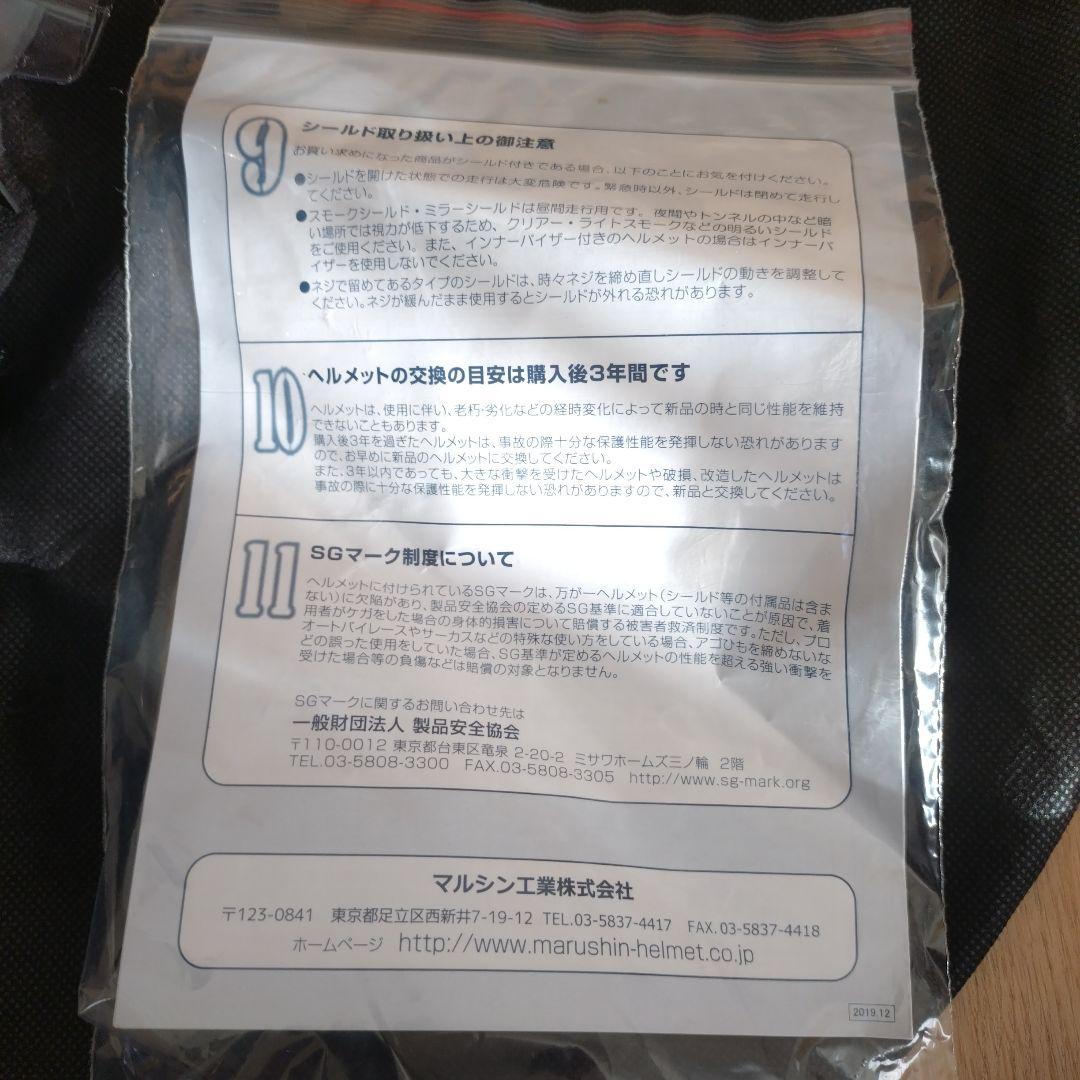 9 シールド取り扱い上の御注意
お買い求めになった商品がシールド付きである場合、以下のことにお気を付けください。
●シールドを開けた状態での走行は大変危険です。緊急時以外、シールドは閉めて走行し
てください。
●スモークシールド・ミラーシールドは昼間走行用です。夜間やトンネルの中など暗
い場所では視力が低下するため、クリアー・ライトスモークなどの明るいシールド
をご使用ください。また、インナーバイザー付きのヘルメットの場合はインナーバ
イザーを使用しないでください。
●ネジで留めてあるタイプのシールドは、時々ネジを締め直しシールドの動きを調整して
ください。ネジが緩んだまま使用するとシールドが外れる恐れがあります。
10 ヘルメットの交換の目安は購入後3年間です
ヘルメットは、使用に伴い、老朽・劣化などの経時変化によって新品の時と同じ性能を維持
できないこともあります。
購入後3年を過ぎたヘルメットは、事故の際十分な保護性能を発揮しない恐れがあります
ので、お早めに新品のヘルメットに交換してください。
また、3年以内であっても、大きな衝撃を受けたヘルメットや破損、改造したヘルメットは
事故の際に十分な保護性能を発揮しない恐れがありますので、新品と交換してください。
11 SGマーク制度について
ヘルメットに付けられているSGマークは、万が一ヘルメット(シールド等の付属品は含ま
ない)に欠陥があり、製品安全協会の定めるSG基準に適合していないことが原因で、着
用者がケガをした場合の身体的損害について賠償する被害者救済制度です。ただし、プロ
オートバイレースやサーカスなどの特殊な使い方をしている場合、アゴひもを締めないな
どの誤った使用をしていた場合、SG基準が定めるヘルメットの性能を超える強い衝撃を
受けた場合等の負傷などは賠償の対象となりません。
SGマークに関するお問い合わせ先は
一般財団法人 製品安全協会
〒110-0012 東京都台東区竜泉 2-20-2 ミサワホームズ三ノ輪 2階
TEL.03-5808-3300 FAX.03-5808-3305 http://www.sg-mark.org
マルシン工業株式会社
〒123-0841 東京都足立区西新井7-19-12 TEL.03-5837-4417 FAX.03-5837-4418
ホームページ http://www.marushin-helmet.co.jp
2019.12